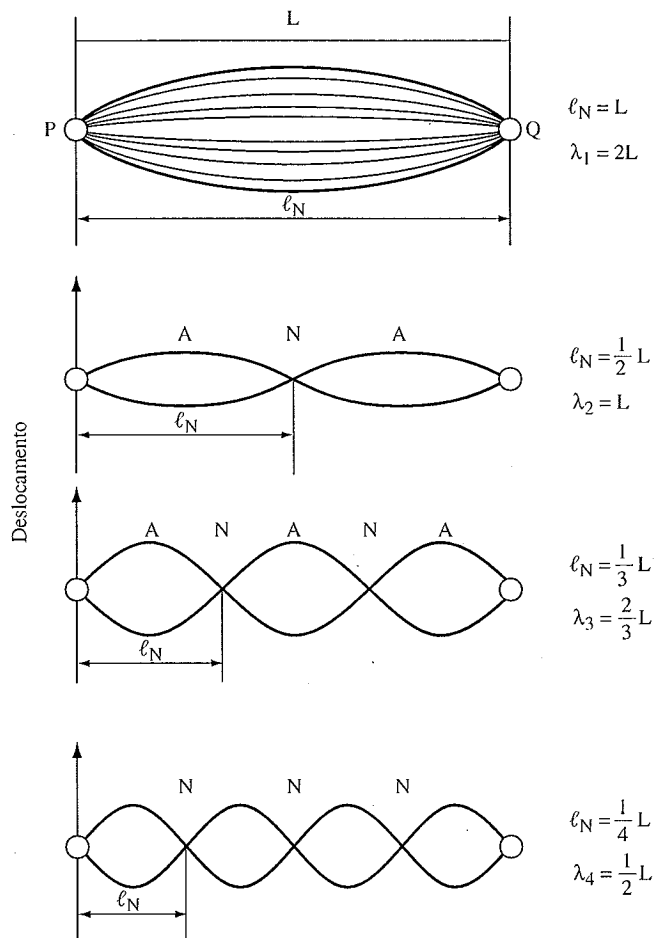 L
P
Q
ℓN = L
λ1 = 2L
ℓN
A N A
ℓN = 1/2 L
λ2 = L
ℓN
Deslocamento
A N A N A
ℓN = 1/3 L
λ3 = 2/3 L
ℓN
N N N
ℓN = 1/4 L
λ4 = 1/2 L
ℓN